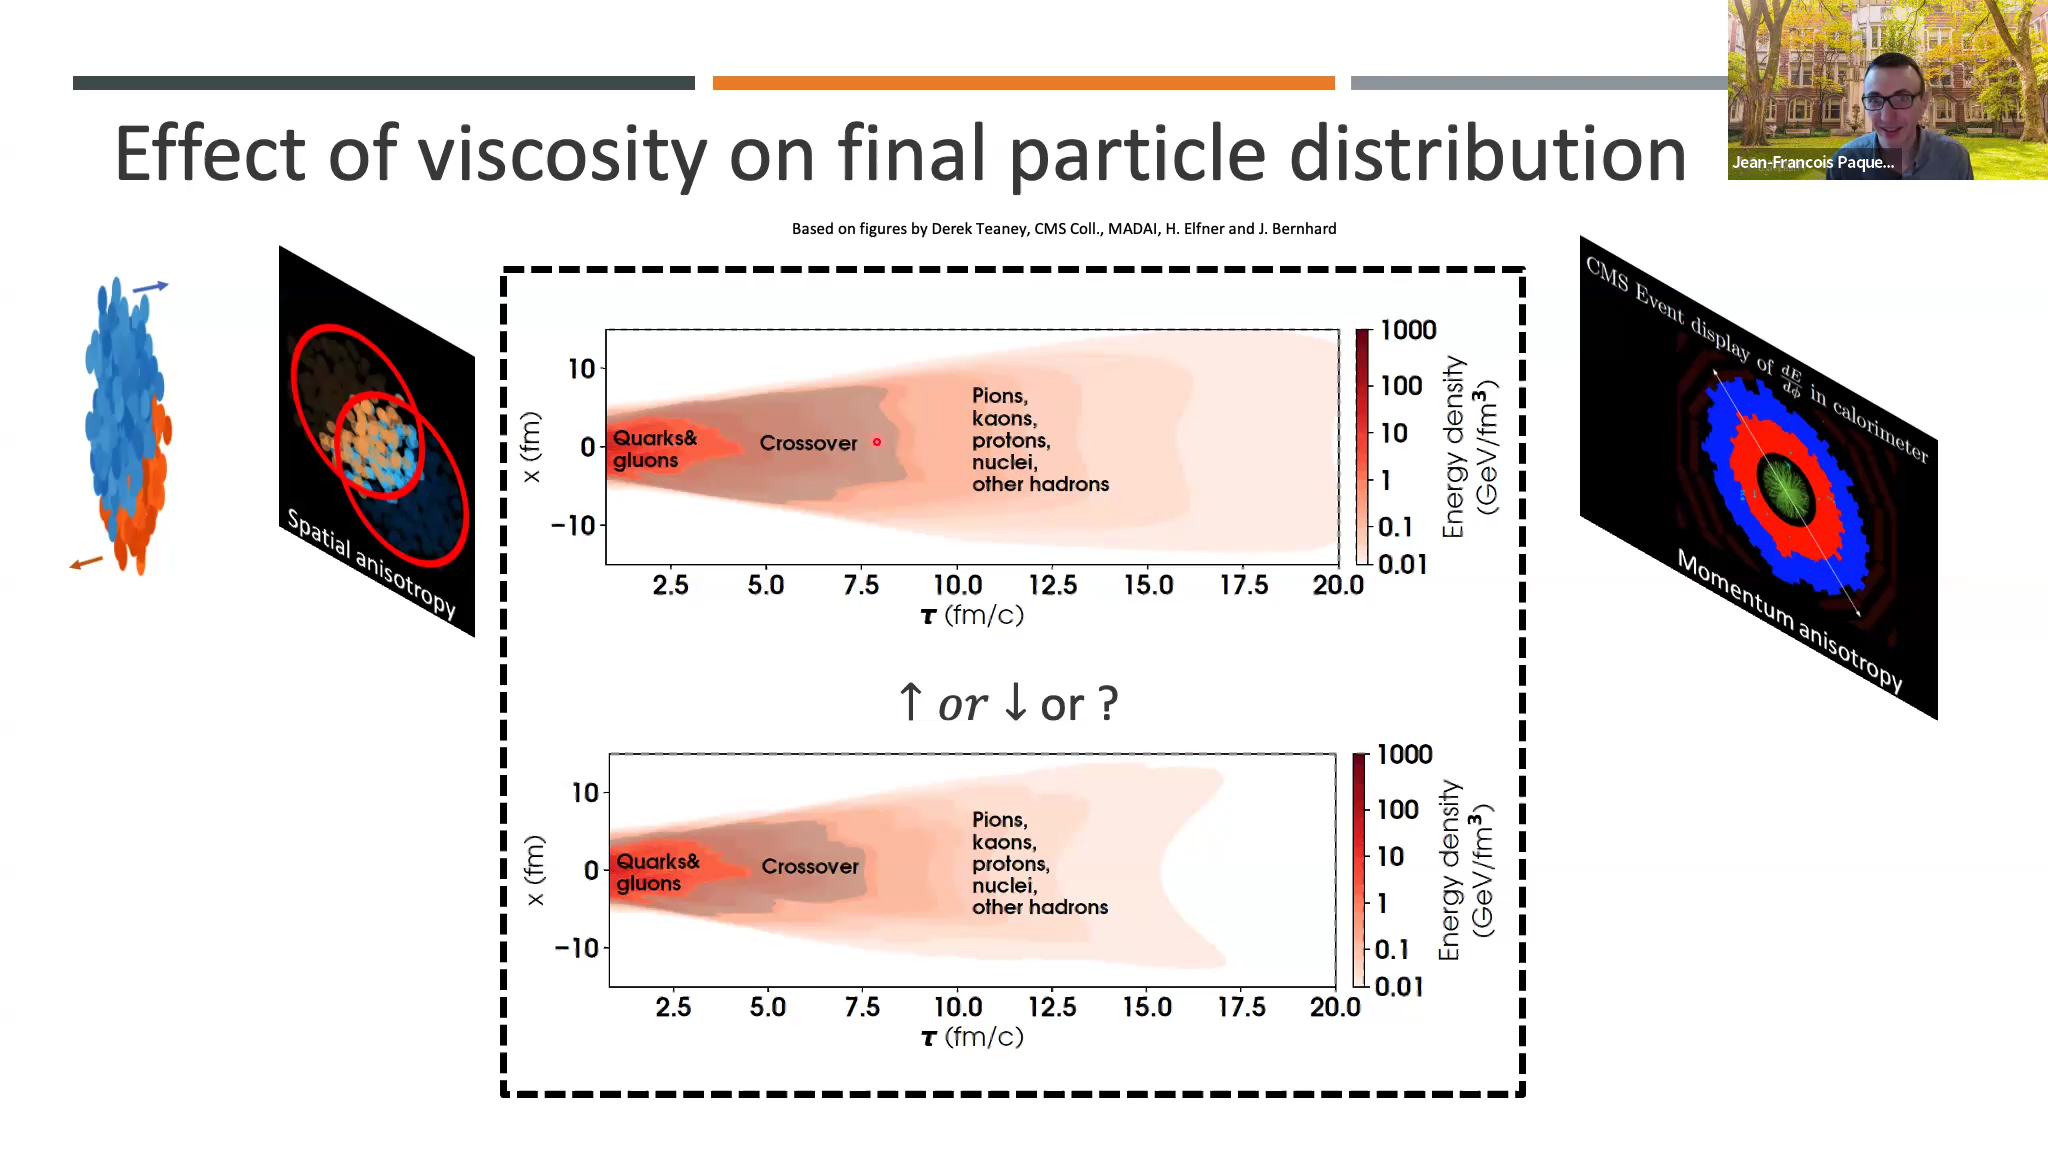 Effect of viscosity on final particle distribution
Jean-Francois Paque...
Based on figures by Derek Teaney, CMS Coll., MADAI, H. Elfner and J. Bernhard
Spatial anisotropy
x (fm)
10
0
−10
Quarks&
gluons
Crossover
Pions,
kaons,
protons,
nuclei,
other hadrons
2.5 5.0 7.5 10.0 12.5 15.0 17.5 20.0
τ (fm/c)
1000
100
10
1
0.1
0.01
Energy density
(GeV/fm³)
↑ or ↓ or ?
x (fm)
10
0
−10
Quarks&
gluons
Crossover
Pions,
kaons,
protons,
nuclei,
other hadrons
2.5 5.0 7.5 10.0 12.5 15.0 17.5 20.0
τ (fm/c)
1000
100
10
1
0.1
0.01
Energy density
(GeV/fm³)
CMS Event display of dE/dϕ in calorimeter
Momentum anisotropy